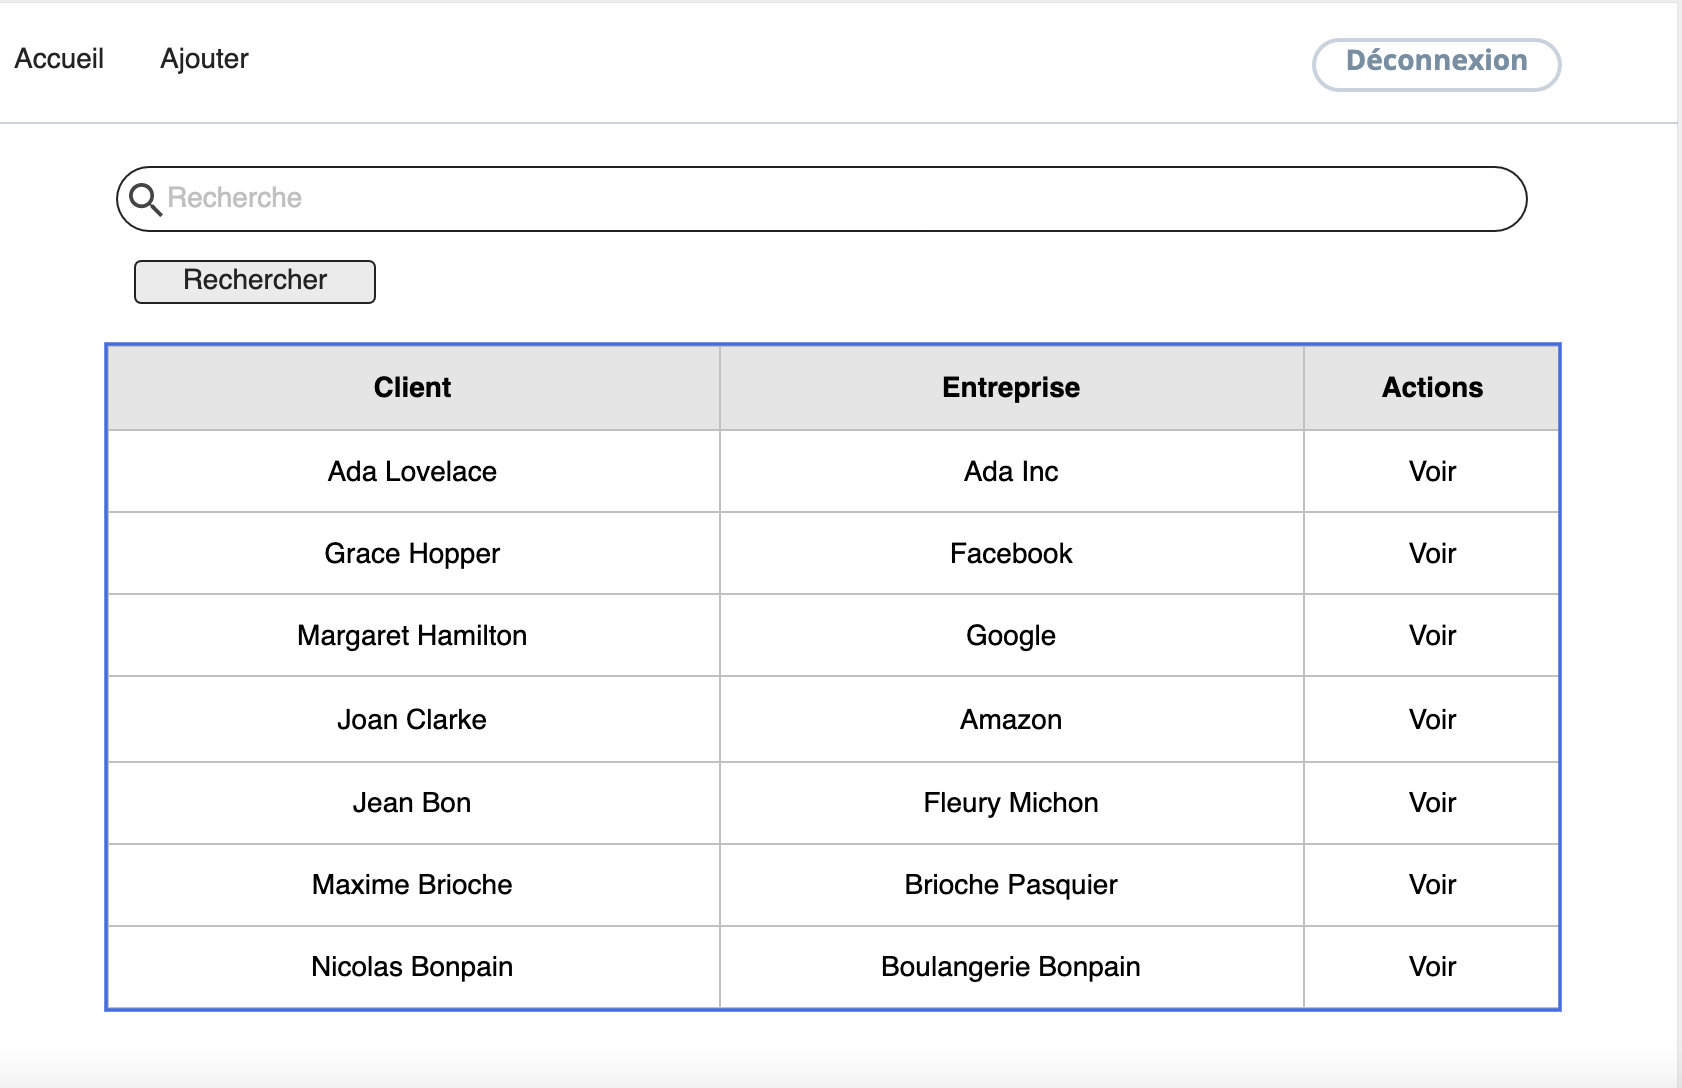 Accueil Ajouter Déconnexion
Recherche
Rechercher
Client Entreprise Actions
Ada Lovelace Ada Inc Voir
Grace Hopper Facebook Voir
Margaret Hamilton Google Voir
Joan Clarke Amazon Voir
Jean Bon Fleury Michon Voir
Maxime Brioche Brioche Pasquier Voir
Nicolas Bonpain Boulangerie Bonpain Voir